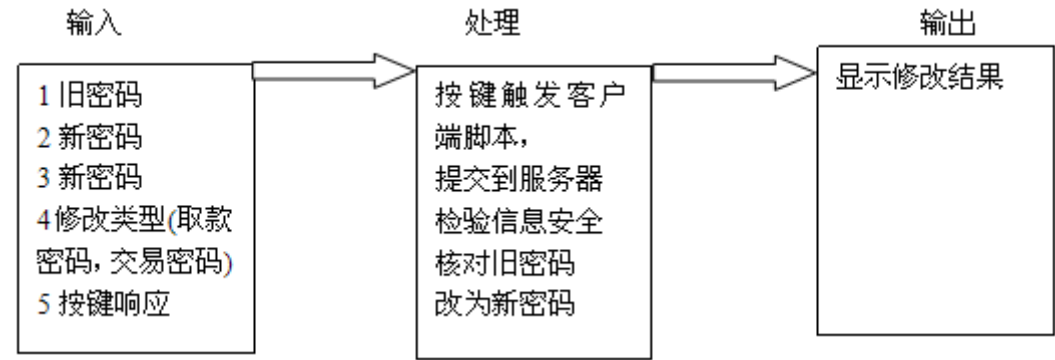 输入
处理
输出
1 旧密码
2 新密码
3 新密码
4 修改类型(取款
密码, 交易密码)
5 按键响应
按键触发客户
端脚本,
提交到服务器
检验信息安全
核对旧密码
改为新密码
显示修改结果